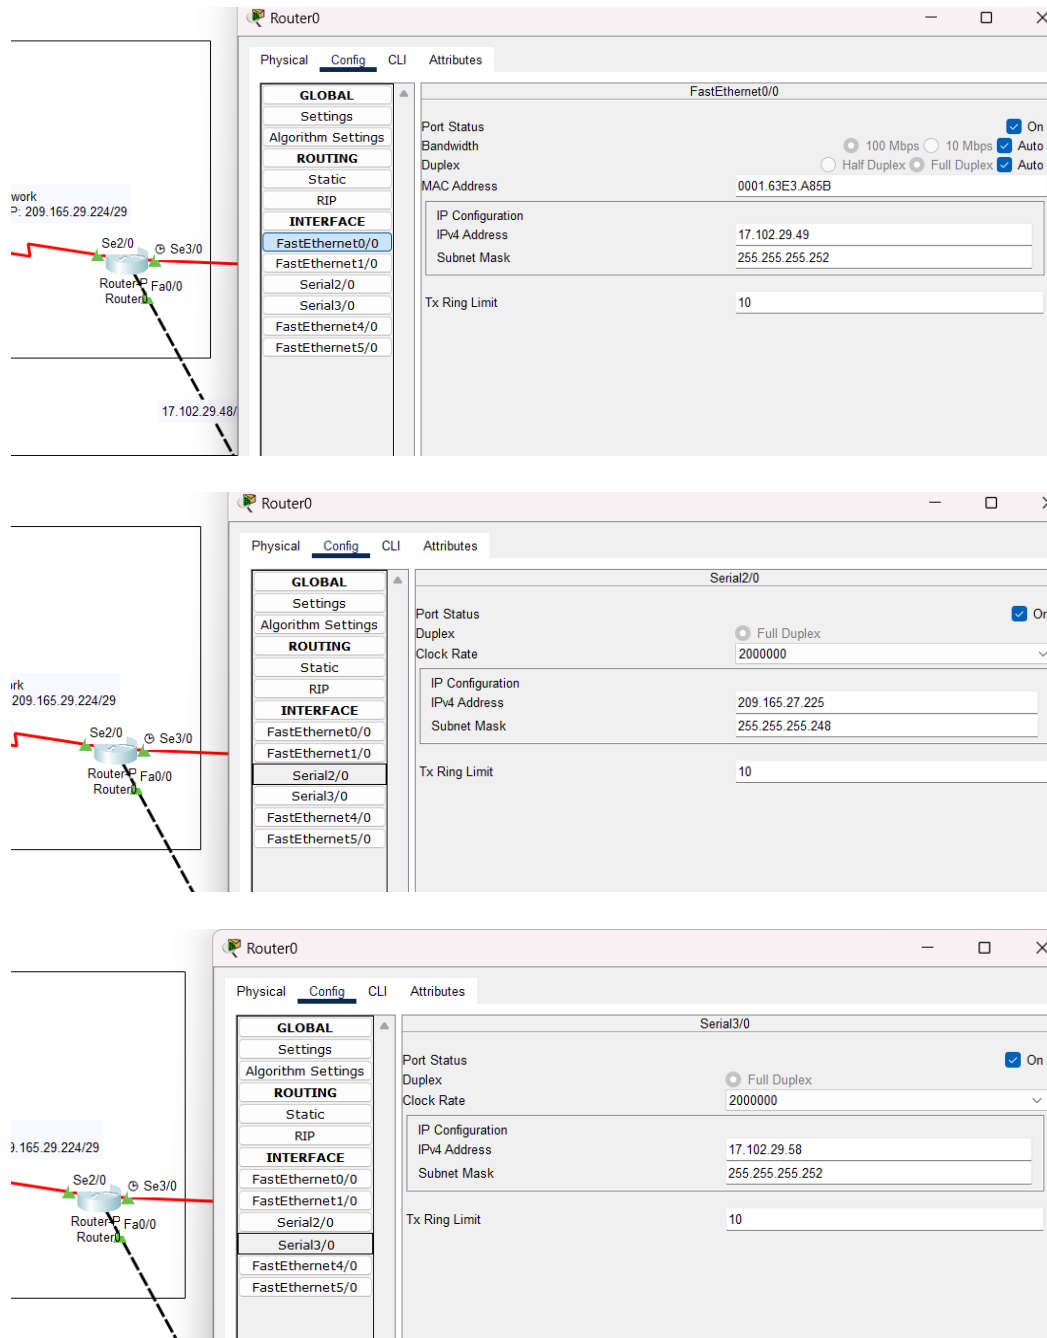 Router0
Physical Config CLI Attributes
GLOBAL
Settings
Algorithm Settings
ROUTING
Static
RIP
INTERFACE
FastEthernet0/0
FastEthernet1/0
Serial2/0
Serial3/0
FastEthernet4/0
FastEthernet5/0
FastEthernet0/0
Port Status On
Bandwidth 100 Mbps 10 Mbps Auto
Duplex Half Duplex Full Duplex Auto
MAC Address 0001.63E3.A85B
IP Configuration
IPv4 Address 17.102.29.49
Subnet Mask 255.255.255.252
Tx Ring Limit 10
work
P: 209.165.29.224/29
Se2/0 Se3/0
Router-P Fa0/0
Router0
17.102.29.48/
Router0
Physical Config CLI Attributes
GLOBAL
Settings
Algorithm Settings
ROUTING
Static
RIP
INTERFACE
FastEthernet0/0
FastEthernet1/0
Serial2/0
Serial3/0
FastEthernet4/0
FastEthernet5/0
Serial2/0
Port Status On
Duplex Full Duplex
Clock Rate 2000000
IP Configuration
IPv4 Address 209.165.27.225
Subnet Mask 255.255.255.248
Tx Ring Limit 10
rk
209.165.29.224/29
Se2/0 Se3/0
Router-P Fa0/0
Router0
Router0
Physical Config CLI Attributes
GLOBAL
Settings
Algorithm Settings
ROUTING
Static
RIP
INTERFACE
FastEthernet0/0
FastEthernet1/0
Serial2/0
Serial3/0
FastEthernet4/0
FastEthernet5/0
Serial3/0
Port Status On
Duplex Full Duplex
Clock Rate 2000000
IP Configuration
IPv4 Address 17.102.29.58
Subnet Mask 255.255.255.252
Tx Ring Limit 10
9.165.29.224/29
Se2/0 Se3/0
Router-P Fa0/0
Router0